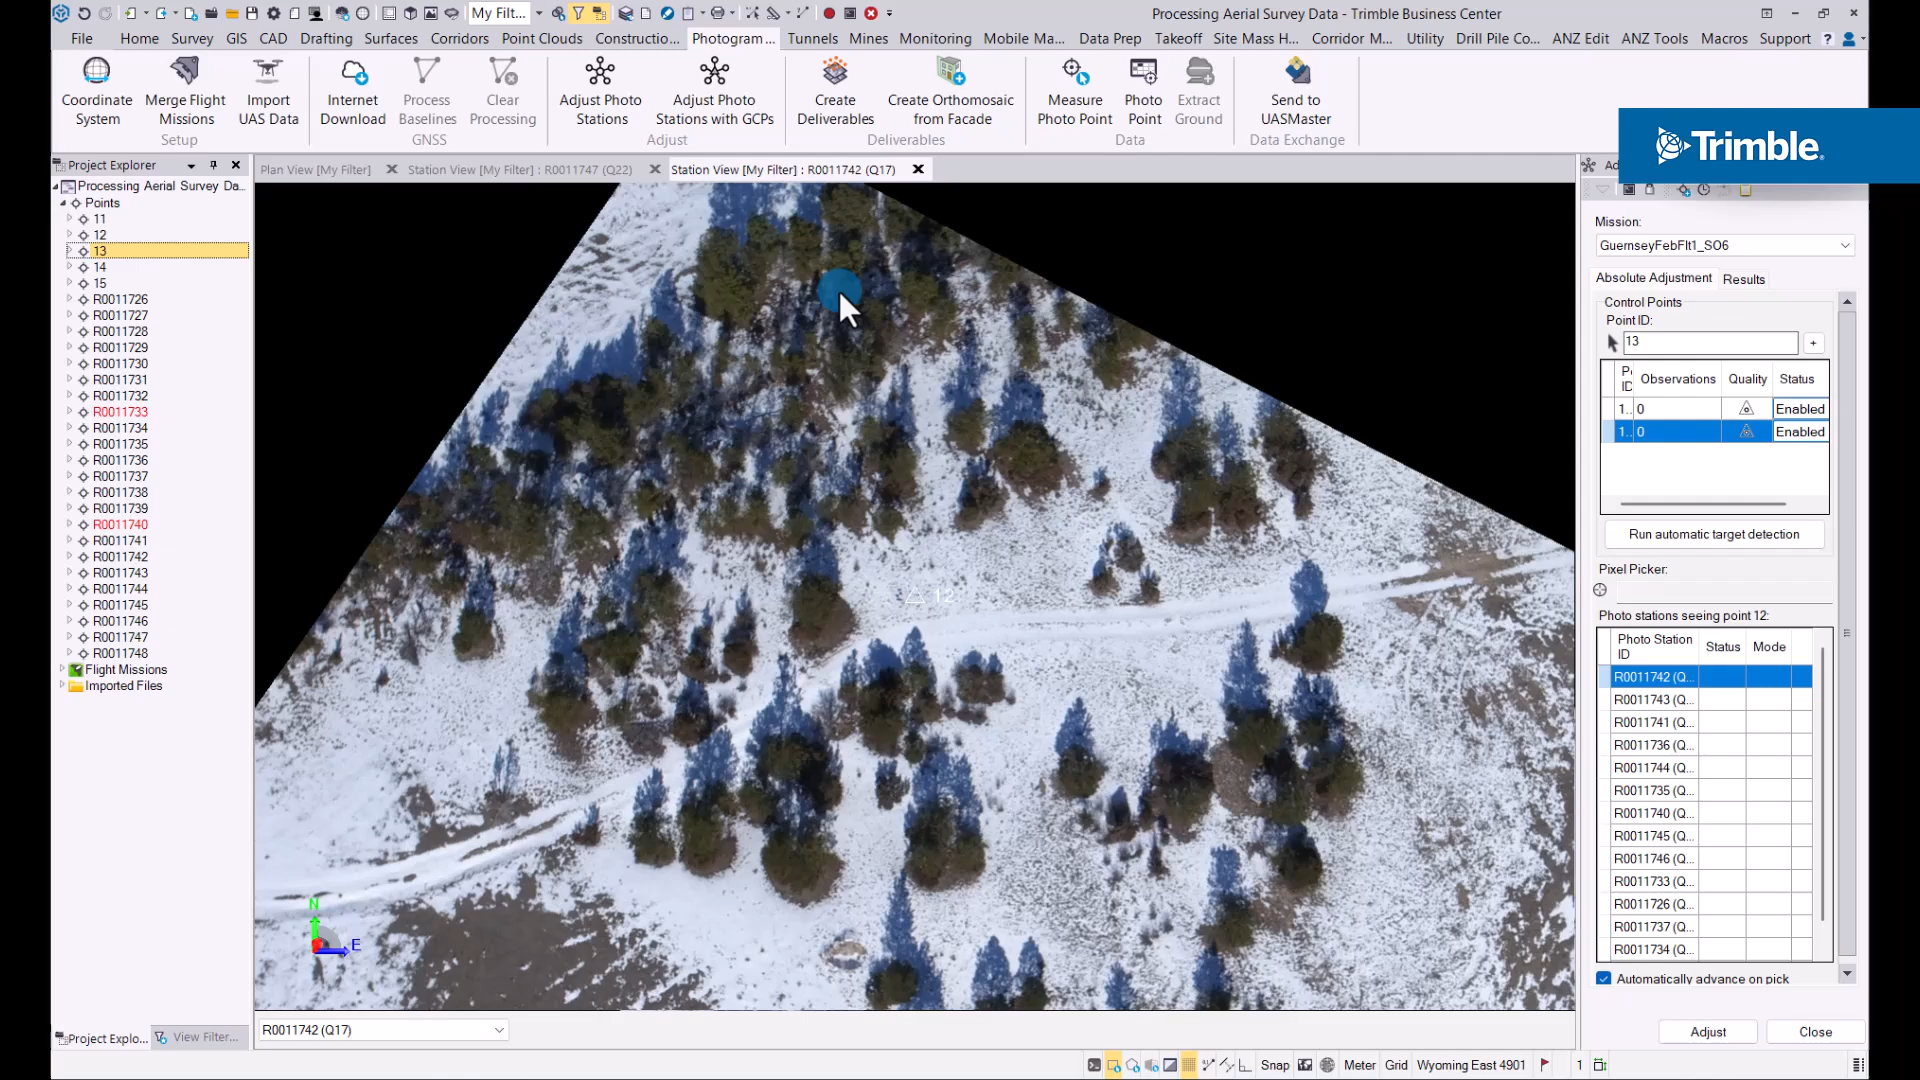 My Filt...
Processing Aerial Survey Data - Trimble Business Center
File Home Survey GIS CAD Drafting Surfaces Corridors Point Clouds Constructio... Photogram... Tunnels Mines Monitoring Mobile Ma... Data Prep Takeoff Site Mass H... Corridor M... Utility Drill Pile Co... ANZ Edit ANZ Tools Macros Support ?
Coordinate System
Merge Flight Missions
Import UAS Data
Setup
Internet Download
Process Baselines
Clear Processing
GNSS
Adjust Photo Stations
Adjust Photo Stations with GCPs
Adjust
Create Deliverables
Create Orthomosaic from Facade
Deliverables
Measure Photo Point
Photo Point
Extract Ground
Data
Send to UASMaster
Data Exchange
Trimble
Project Explorer
Plan View [My Filter]
Station View [My Filter] : R0011747 (Q22)
Station View [My Filter] : R0011742 (Q17)
Processing Aerial Survey Da...
Points
11
12
13
14
15
R0011726
R0011727
R0011728
R0011729
R0011730
R0011731
R0011732
R0011733
R0011734
R0011735
R0011736
R0011737
R0011738
R0011739
R0011740
R0011741
R0011742
R0011743
R0011744
R0011745
R0011746
R0011747
R0011748
Flight Missions
Imported Files
Project Explo...
View Filter...
12
N
E
R0011742 (Q17)
Mission:
GuernseyFebFlt1_SO6
Absolute Adjustment Results
Control Points
Point ID:
13
+
Observations Quality Status
1.. 0 Enabled
1.. 0 Enabled
Run automatic target detection
Pixel Picker:
Photo stations seeing point 12:
Photo Station ID Status Mode
R0011742 (Q...
R0011743 (Q...
R0011741 (Q...
R0011736 (Q...
R0011744 (Q...
R0011735 (Q...
R0011740 (Q...
R0011745 (Q...
R0011746 (Q...
R0011733 (Q...
R0011726 (Q...
R0011737 (Q...
R0011734 (Q...
Automatically advance on pick
Adjust
Close
Snap Meter Grid Wyoming East 4901 1